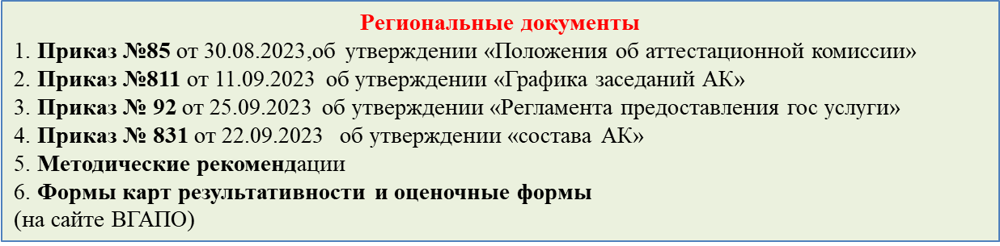 Региональные документы
1. Приказ №85 от 30.08.2023,об утверждении «Положения об аттестационной комиссии»
2. Приказ №811 от 11.09.2023 об утверждении «Графика заседаний АК»
3. Приказ № 92 от 25.09.2023 об утверждении «Регламента предоставления гос услуги»
4. Приказ № 831 от 22.09.2023 об утверждении «состава АК»
5. Методические рекомендации
6. Формы карт результативности и оценочные формы
(на сайте ВГАПО)